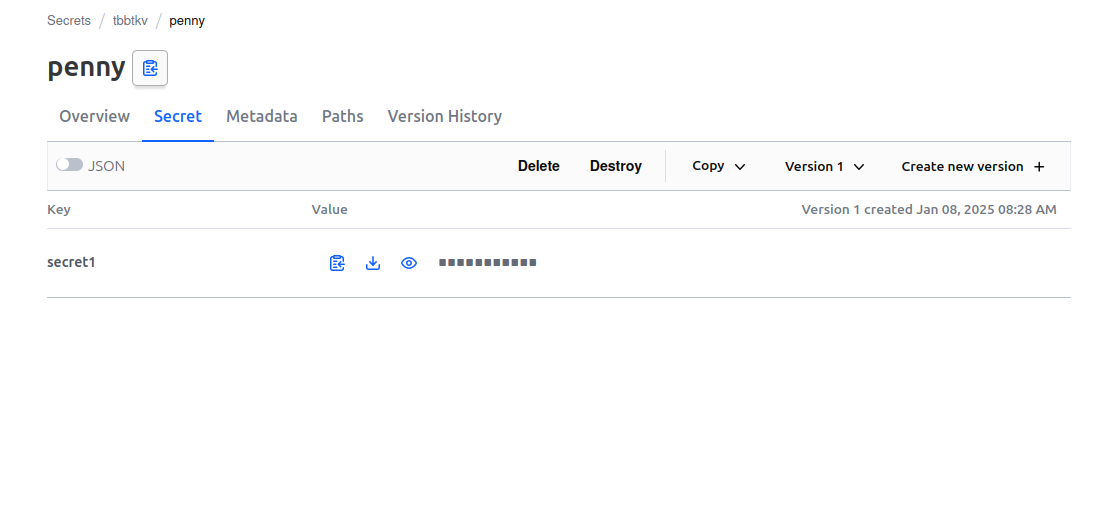 Secrets / tbbtkv / penny
penny
Overview Secret Metadata Paths Version History
JSON Delete Destroy Copy Version 1 Create new version +
Key Value Version 1 created Jan 08, 2025 08:28 AM
secret1